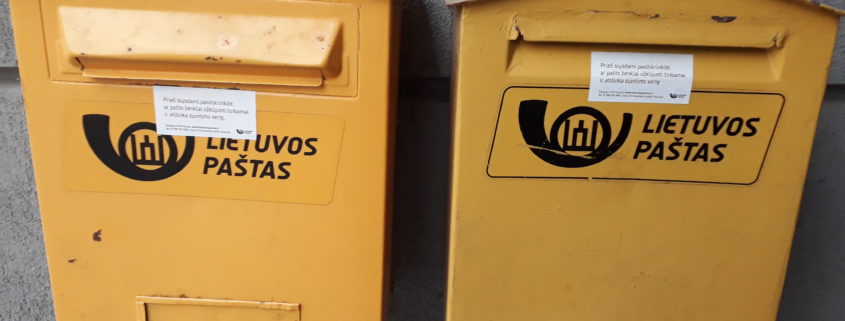 Prieš siųsdami pasitikrinkite,
ar pašto ženklai užklijuoti tinkamai
ir atitinka siuntimo vertę.
LIETUVOS
PAŠTAS
Prieš siųsdami pasitikrinkite,
ar pašto ženklai užklijuoti tinkamai
ir atitinka siuntimo vertę.
LIETUVOS
PAŠTAS